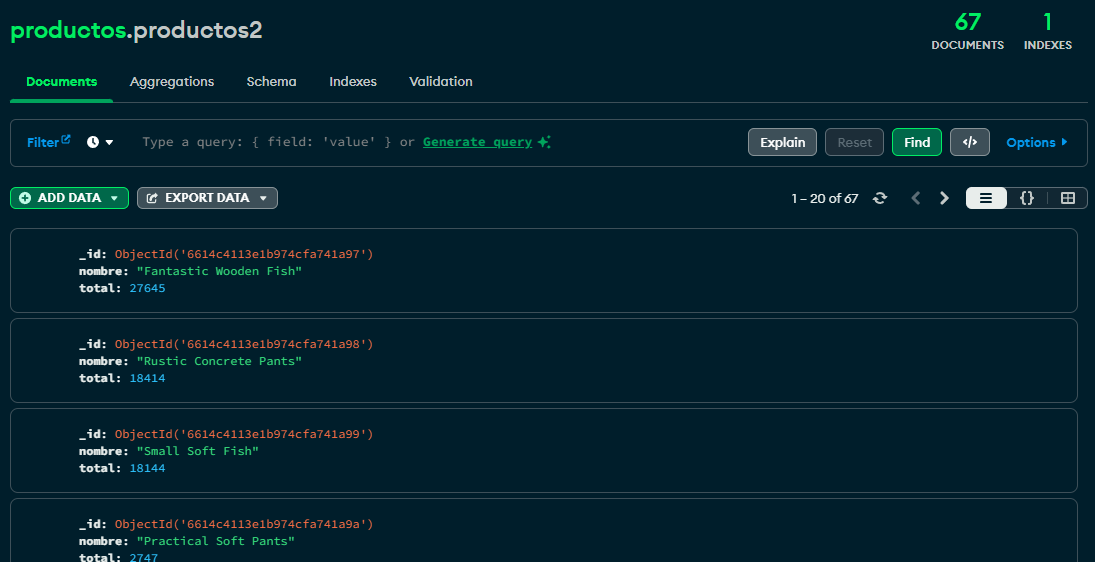 productos.productos2
67 DOCUMENTS
1 INDEXES
Documents Aggregations Schema Indexes Validation
Filter Type a query: { field: 'value' } or Generate query Explain Reset Find </> Options
ADD DATA EXPORT DATA 1 – 20 of 67 {}
_id: ObjectId('6614c4113e1b974cfa741a97')
nombre: "Fantastic Wooden Fish"
total: 27645
_id: ObjectId('6614c4113e1b974cfa741a98')
nombre: "Rustic Concrete Pants"
total: 18414
_id: ObjectId('6614c4113e1b974cfa741a99')
nombre: "Small Soft Fish"
total: 18144
_id: ObjectId('6614c4113e1b974cfa741a9a')
nombre: "Practical Soft Pants"
total: 2747